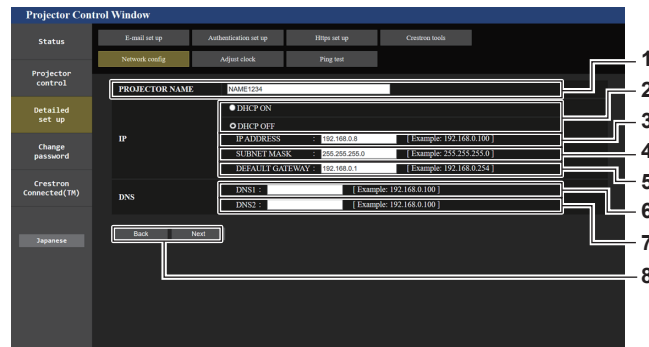 Projector Control Window
Status
E-mail set up
Authentication set up
Https set up
Crestron tools
Network config
Adjust clock
Ping test
Projector
control
Detailed
set up
Change
password
Crestron
Connected(TM)
Japanese
PROJECTOR NAME NAME1234
IP
DHCP ON
DHCP OFF
IP ADDRESS : 192.168.0.8 [ Example: 192.168.0.100 ]
SUBNET MASK : 255.255.255.0 [ Example: 255.255.255.0 ]
DEFAULT GATEWAY : 192.168.0.1 [ Example: 192.168.0.254 ]
DNS
DNS1 : [ Example: 192.168.0.100 ]
DNS2 : [ Example: 192.168.0.100 ]
Back Next
1
2
3
4
5
6
7
8